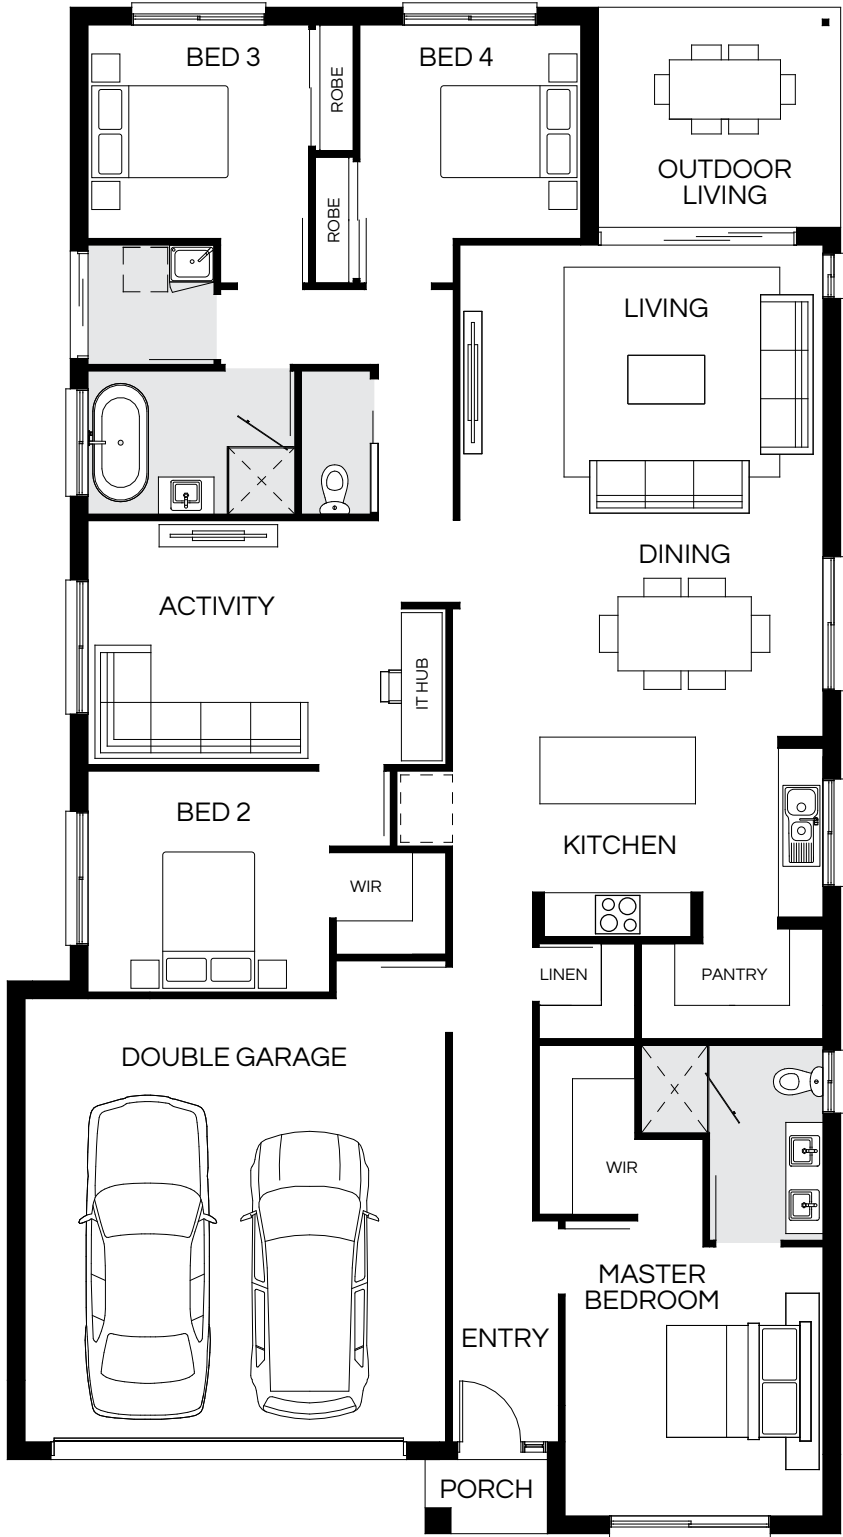 BED 3
BED 4
ROBE
ROBE
OUTDOOR
LIVING
LIVING
DINING
ACTIVITY
IT HUB
BED 2
KITCHEN
WIR
LINEN
PANTRY
DOUBLE GARAGE
WIR
MASTER
BEDROOM
ENTRY
PORCH